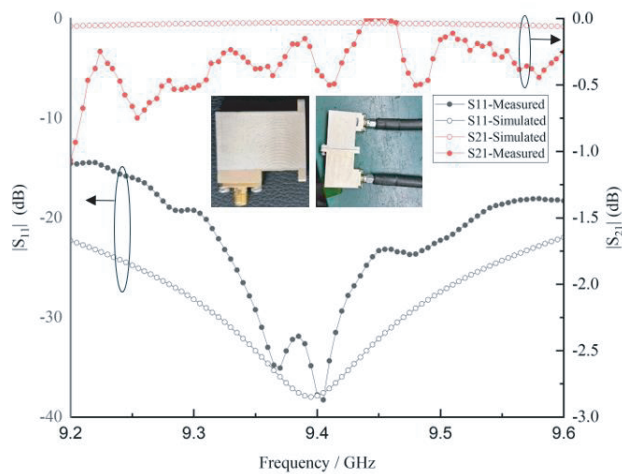 0
-10
-20
-30
-40
|S11| (dB)
0.0
-0.5
-1.0
-1.5
-2.0
-2.5
-3.0
|S21| (dB)
S11-Measured
S11-Simulated
S21-Simulated
S21-Measured
9.2 9.3 9.4 9.5 9.6
Frequency / GHz